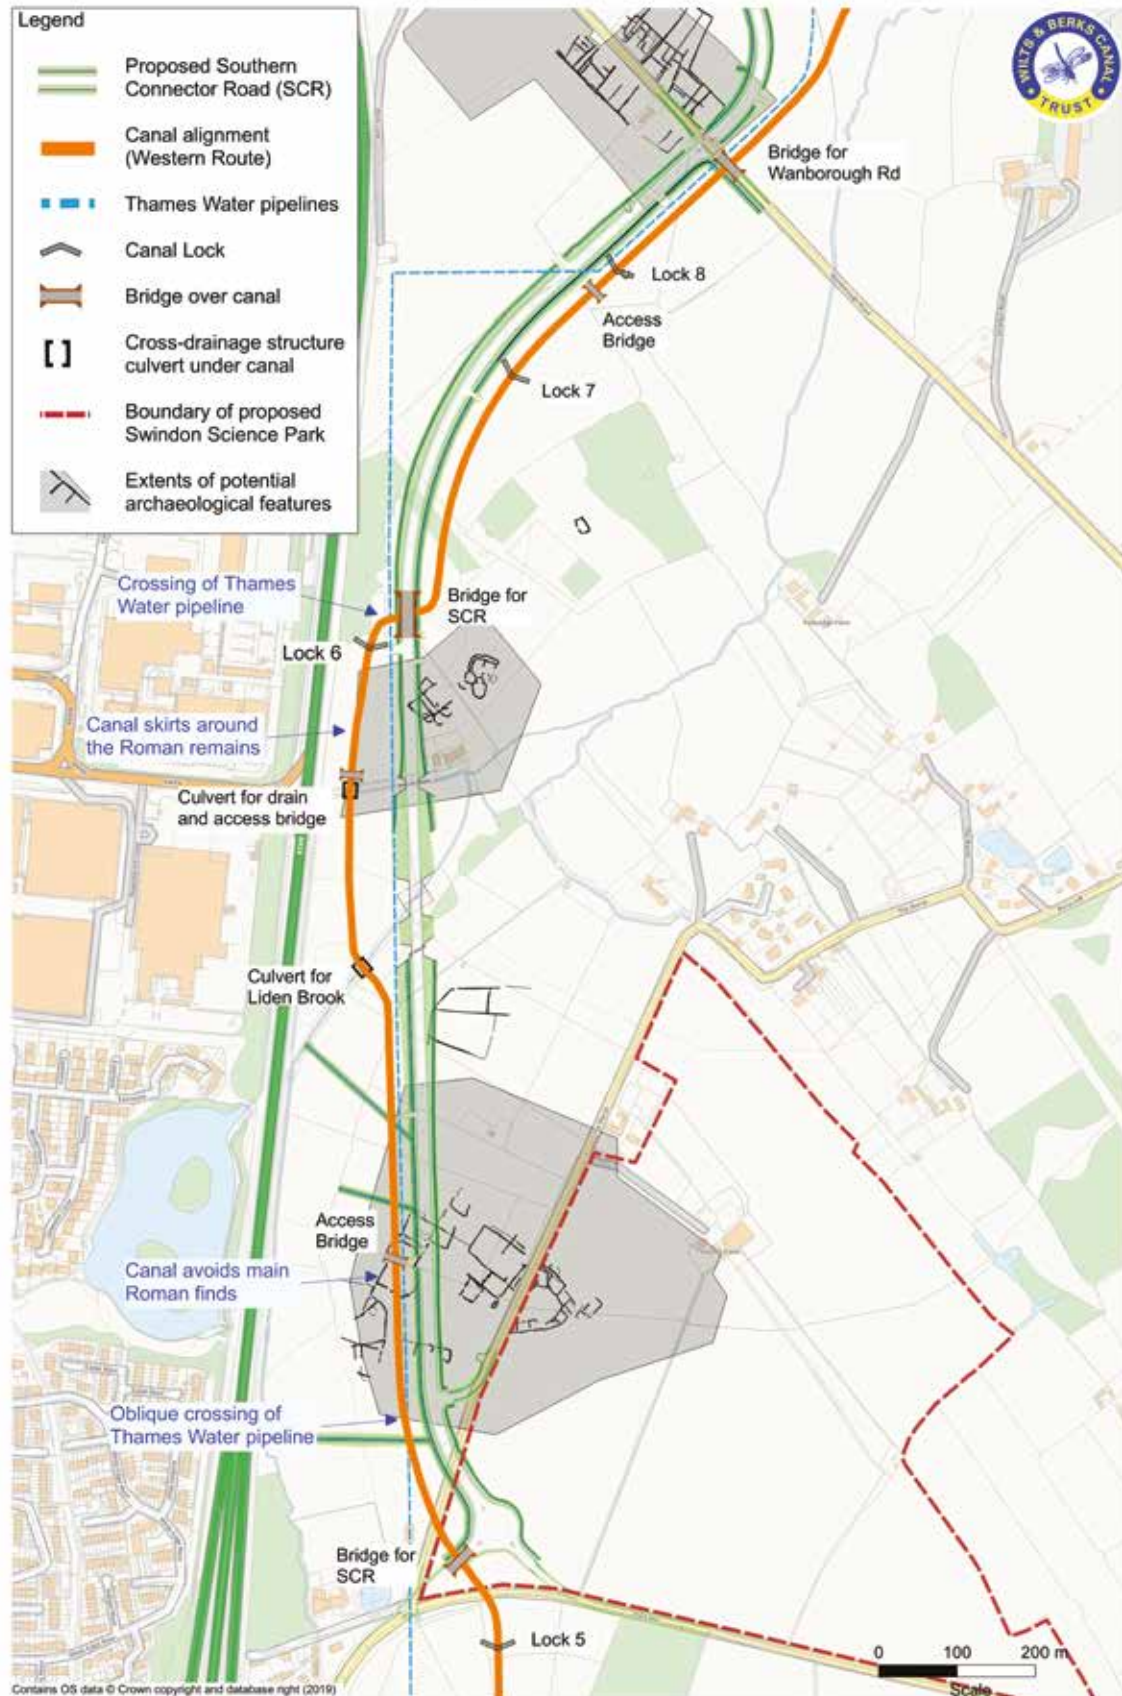 Legend
Proposed Southern
Connector Road (SCR)
Canal alignment
(Western Route)
Thames Water pipelines
Canal Lock
Bridge over canal
Cross-drainage structure
culvert under canal
Boundary of proposed
Swindon Science Park
Extents of potential
archaeological features
WILTS & BERKS CANAL
TRUST
Bridge for
Wanborough Rd
Lock 8
Access
Bridge
Lock 7
Crossing of Thames
Water pipeline
Bridge for
SCR
Lock 6
Canal skirts around
the Roman remains
Culvert for drain
and access bridge
Culvert for
Liden Brook
Access
Bridge
Canal avoids main
Roman finds
Oblique crossing of
Thames Water pipeline
Bridge for
SCR
Lock 5
0 100 200 m
Scale
Contains OS data © Crown copyright and database right (2019)